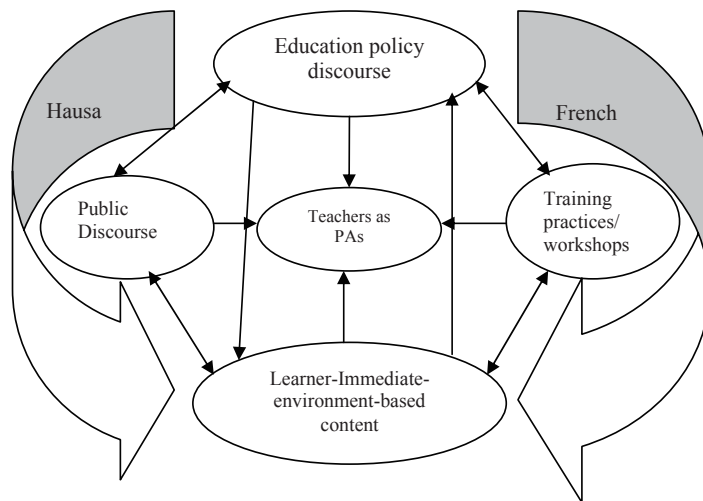 Education policy
discourse
Hausa
French
Public
Discourse
Teachers as
PAs
Training
practices/
workshops
Learner-Immediate-
environment-based
content